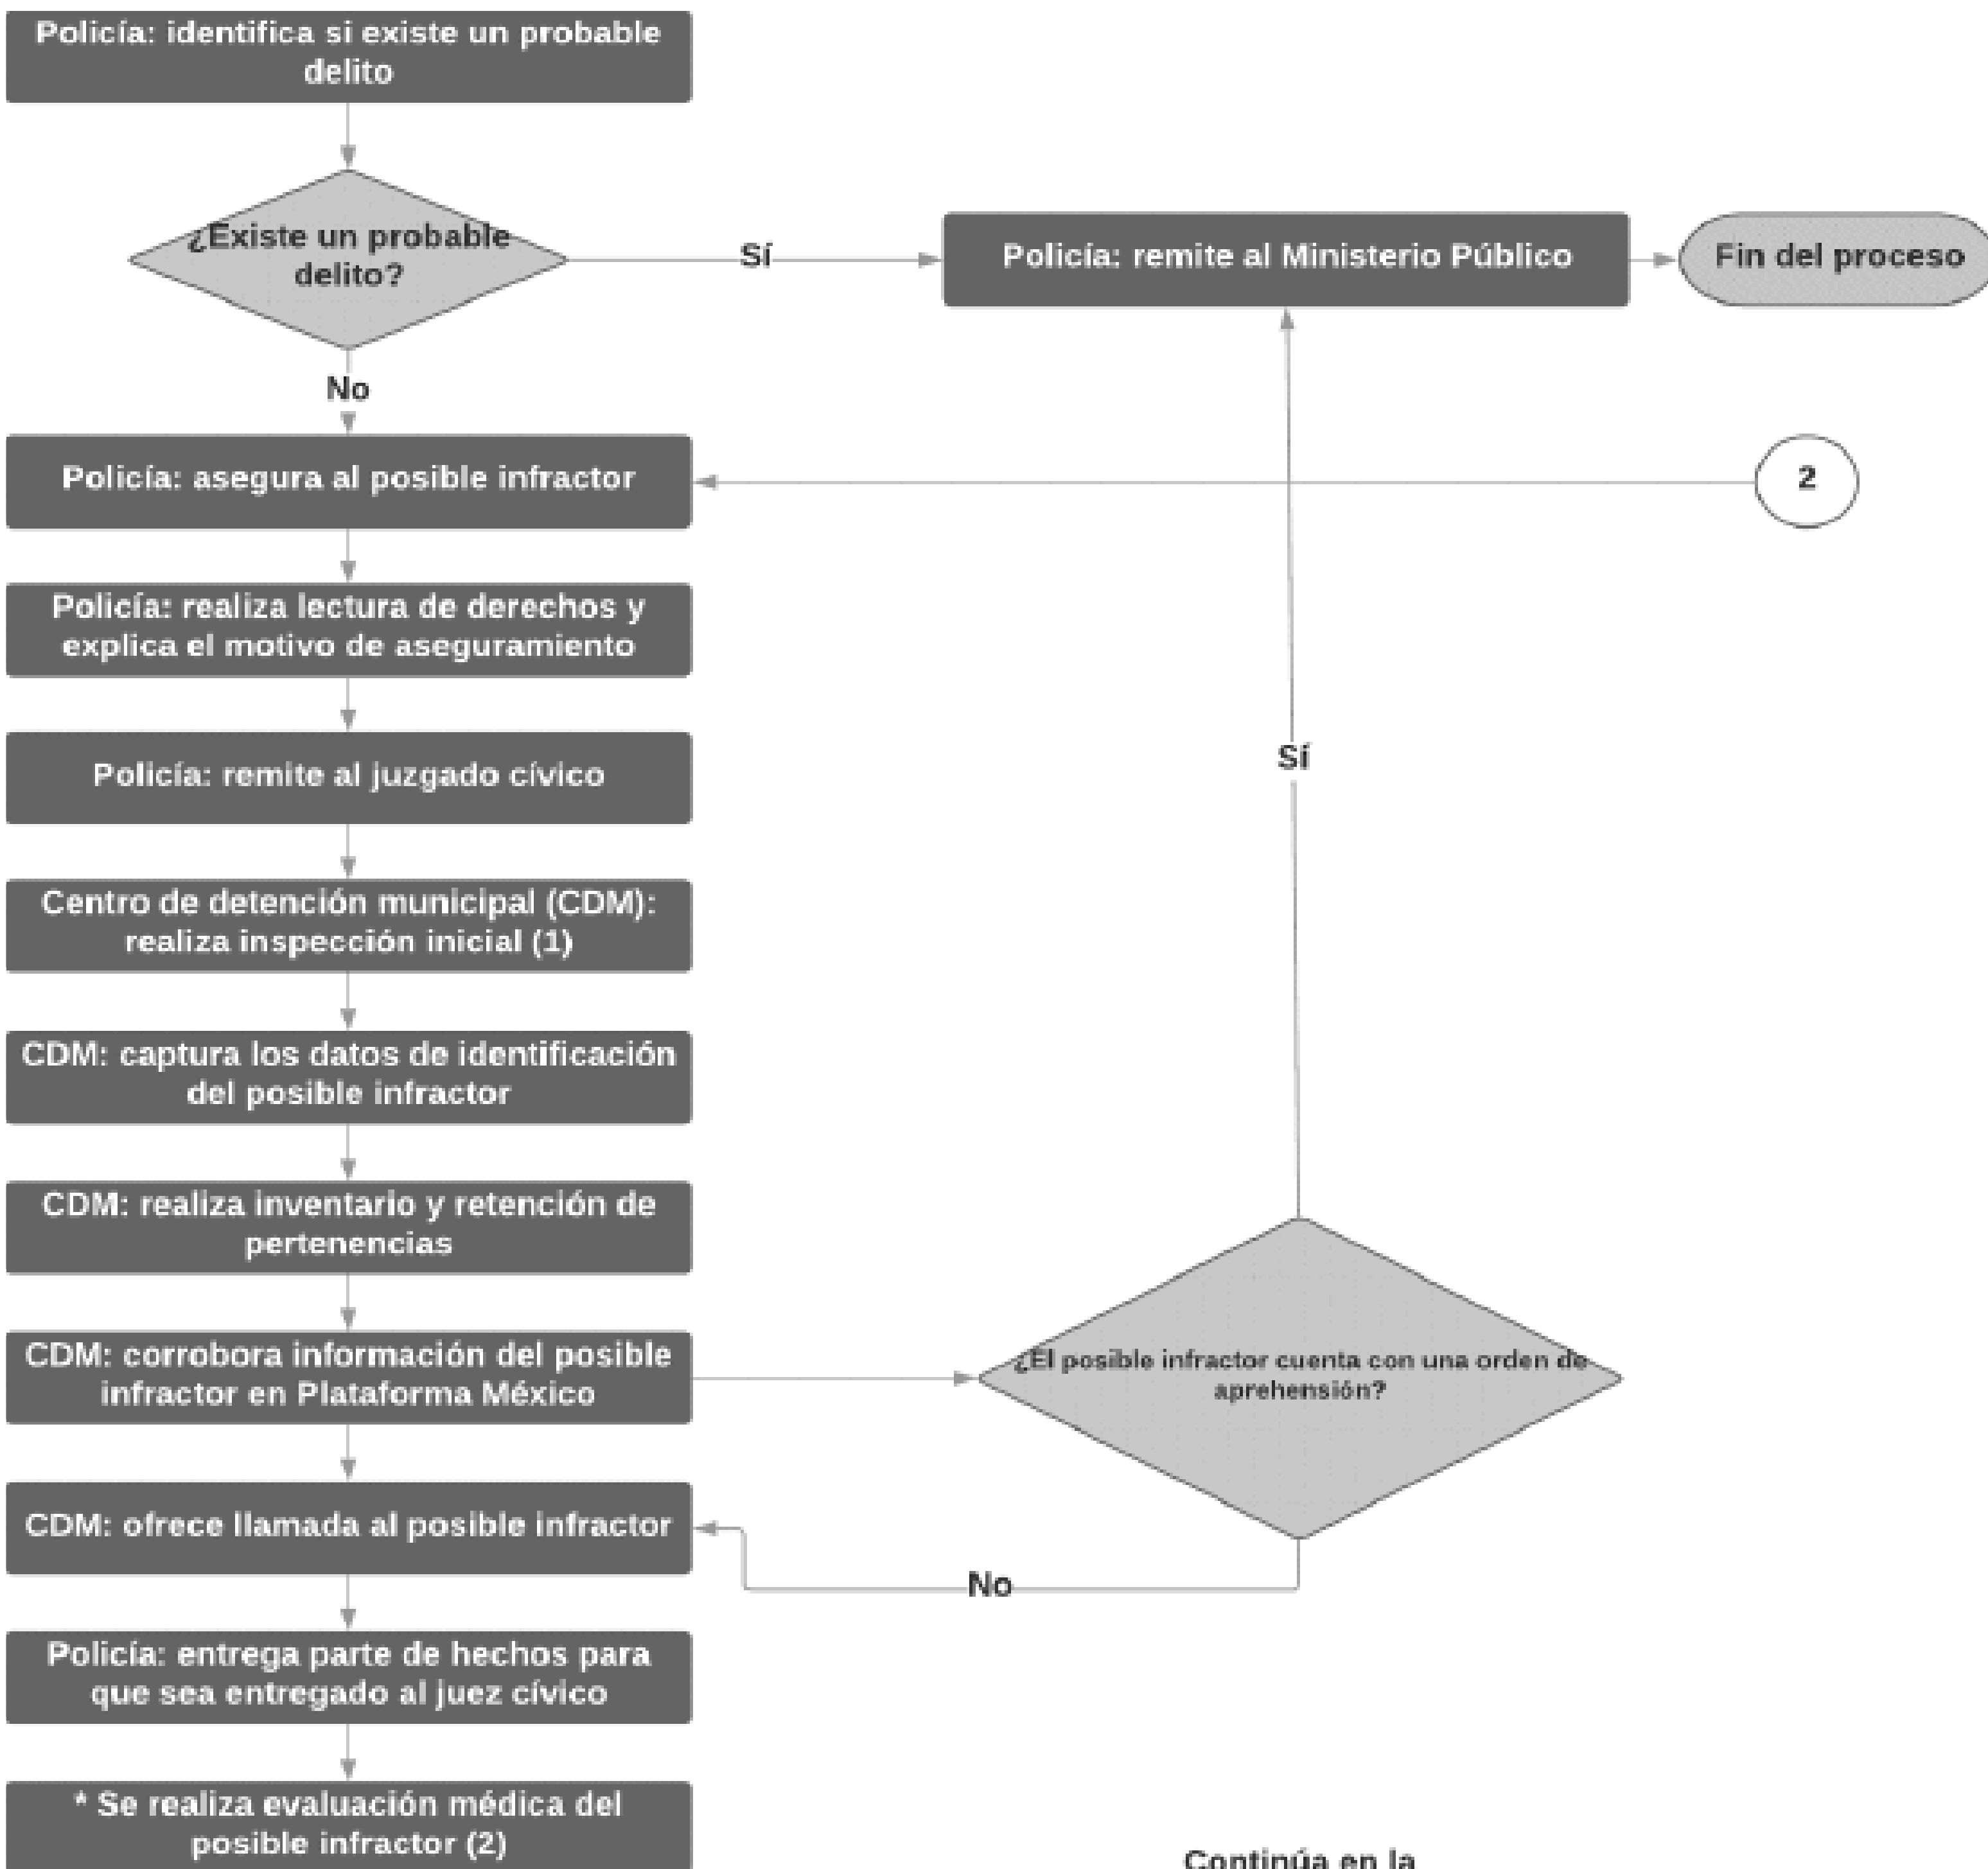 Policía: identifica si existe un probable
delito
¿Existe un probable
delito?
Sí
Policía: remite al Ministerio Público
Fin del proceso
No
Policía: asegura al posible infractor
2
Policía: realiza lectura de derechos y
explica el motivo de aseguramiento
Policía: remite al juzgado cívico
Sí
Centro de detención municipal (CDM):
realiza inspección inicial (1)
CDM: captura los datos de identificación
del posible infractor
CDM: realiza inventario y retención de
pertenencias
CDM: corrobora información del posible
infractor en Plataforma México
¿El posible infractor cuenta con una orden de
aprehensión?
CDM: ofrece llamada al posible infractor
No
Policía: entrega parte de hechos para
que sea entregado al juez cívico
* Se realiza evaluación médica del
posible infractor (2)
Continúa en la